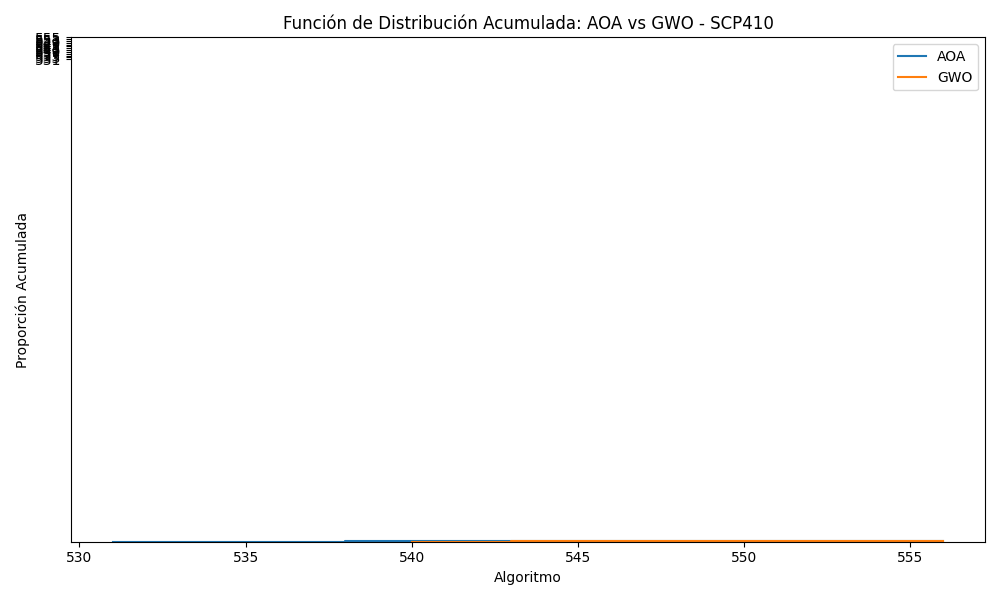 Función de Distribución Acumulada: AOA vs GWO - SCP410
AOA
GWO
Proporción Acumulada
530 535 540 545 550 555
Algoritmo